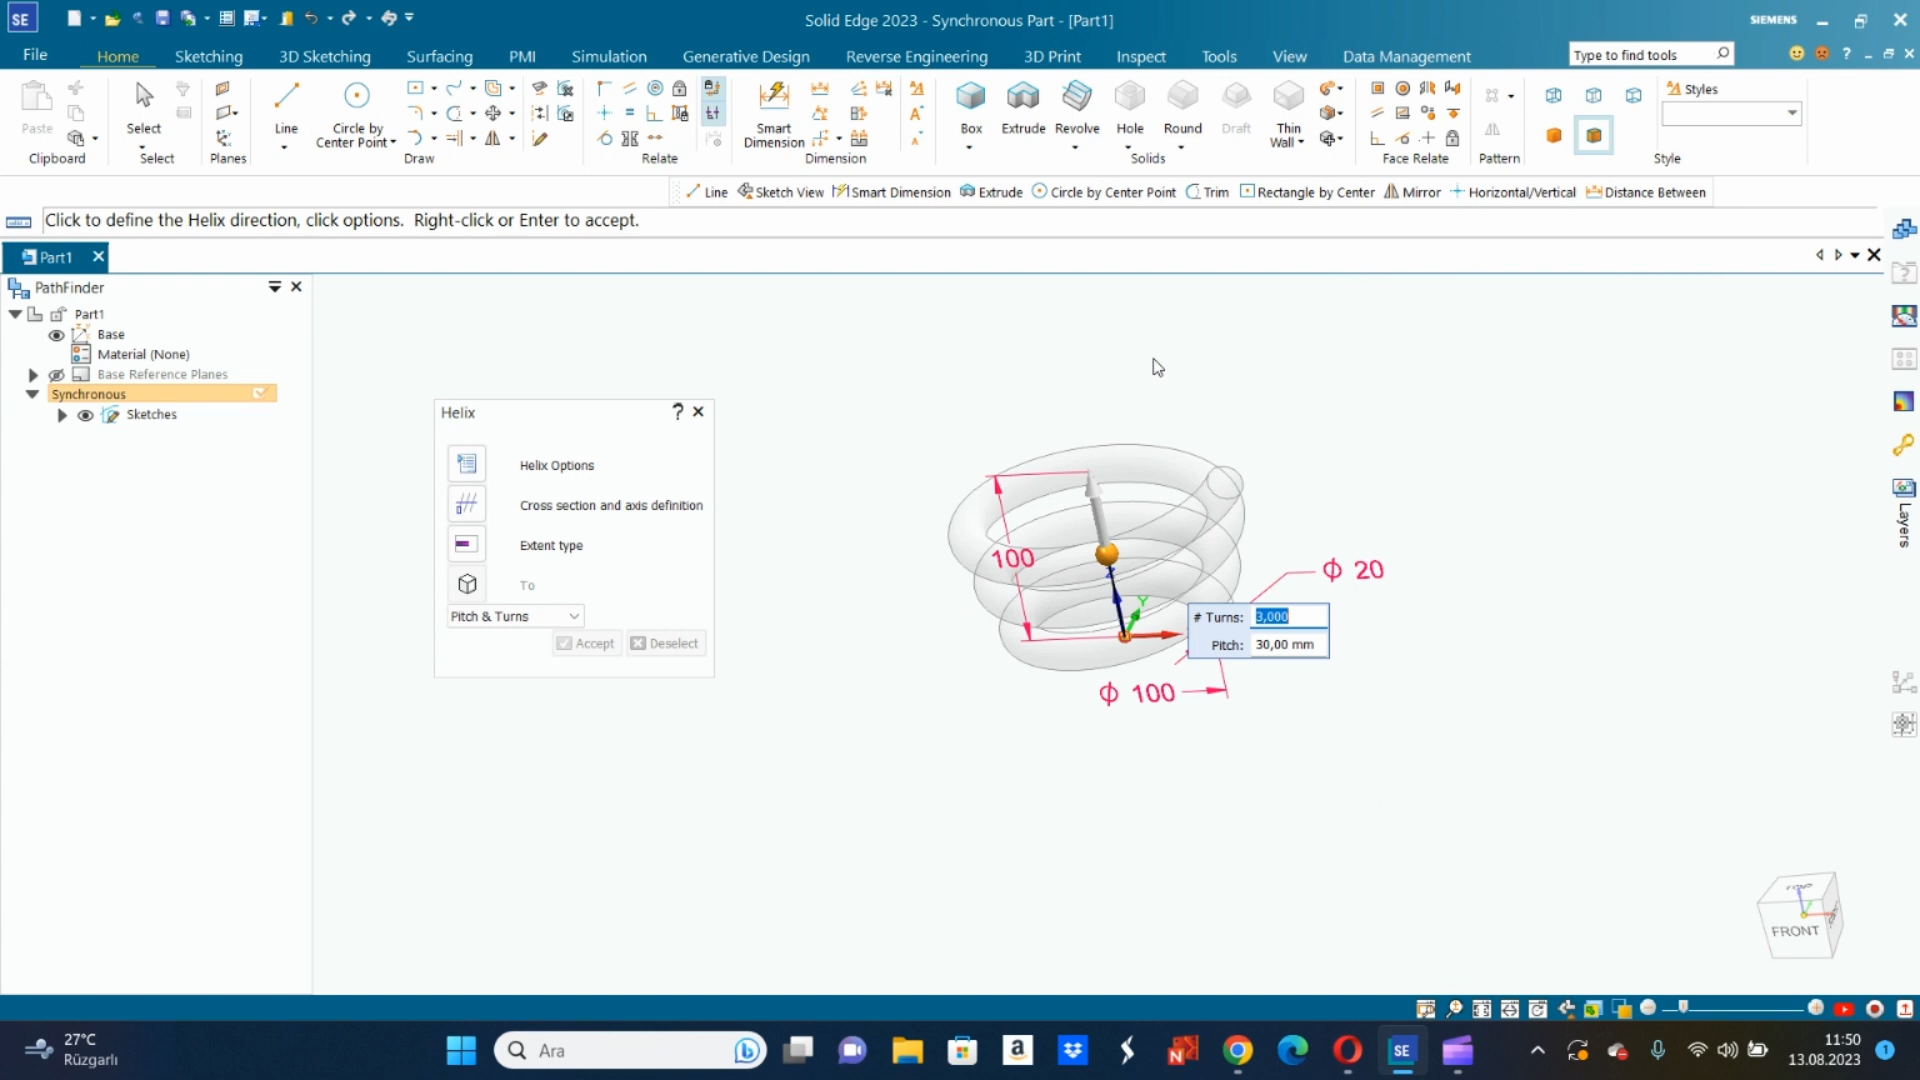 SE
Solid Edge 2023 - Synchronous Part - [Part1]
SIEMENS
File
Home
Sketching
3D Sketching
Surfacing
PMI
Simulation
Generative Design
Reverse Engineering
3D Print
Inspect
Tools
View
Data Management
Type to find tools
Paste
Clipboard
Select
Select
Planes
Line
Circle by
Center Point
Draw
Relate
Smart
Dimension
Dimension
Box
Extrude
Revolve
Hole
Round
Draft
Thin
Wall
Solids
Face Relate
Pattern
Styles
Style
Line
Sketch View
Smart Dimension
Extrude
Circle by Center Point
Trim
Rectangle by Center
Mirror
Horizontal/Vertical
Distance Between
Click to define the Helix direction, click options. Right-click or Enter to accept.
Part1
PathFinder
Part1
Base
Material (None)
Base Reference Planes
Synchronous
Sketches
Helix
Helix Options
Cross section and axis definition
Extent type
To
Pitch & Turns
Accept
Deselect
100
Z
Y
Φ 20
# Turns: 3,000
Pitch: 30,00 mm
Φ 100
Layers
TOP
FRONT
27°C
Rüzgarlı
Ara
SE
11:50
13.08.2023
1